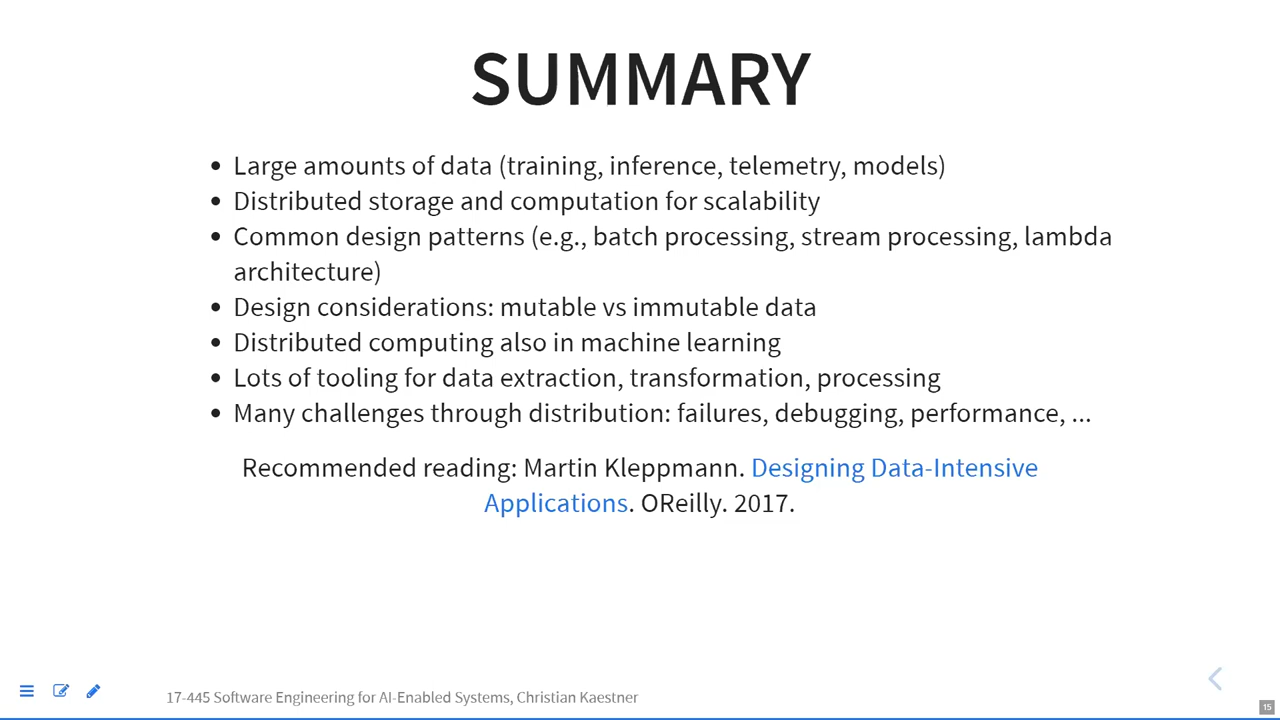 SUMMARY
Large amounts of data (training, inference, telemetry, models)
Distributed storage and computation for scalability
Common design patterns (e.g., batch processing, stream processing, lambda
architecture)
Design considerations: mutable vs immutable data
Distributed computing also in machine learning
Lots of tooling for data extraction, transformation, processing
Many challenges through distribution: failures, debugging, performance, ...
Recommended reading: Martin Kleppmann. Designing Data-Intensive
Applications. OReilly. 2017.
17-445 Software Engineering for AI-Enabled Systems, Christian Kaestner
15